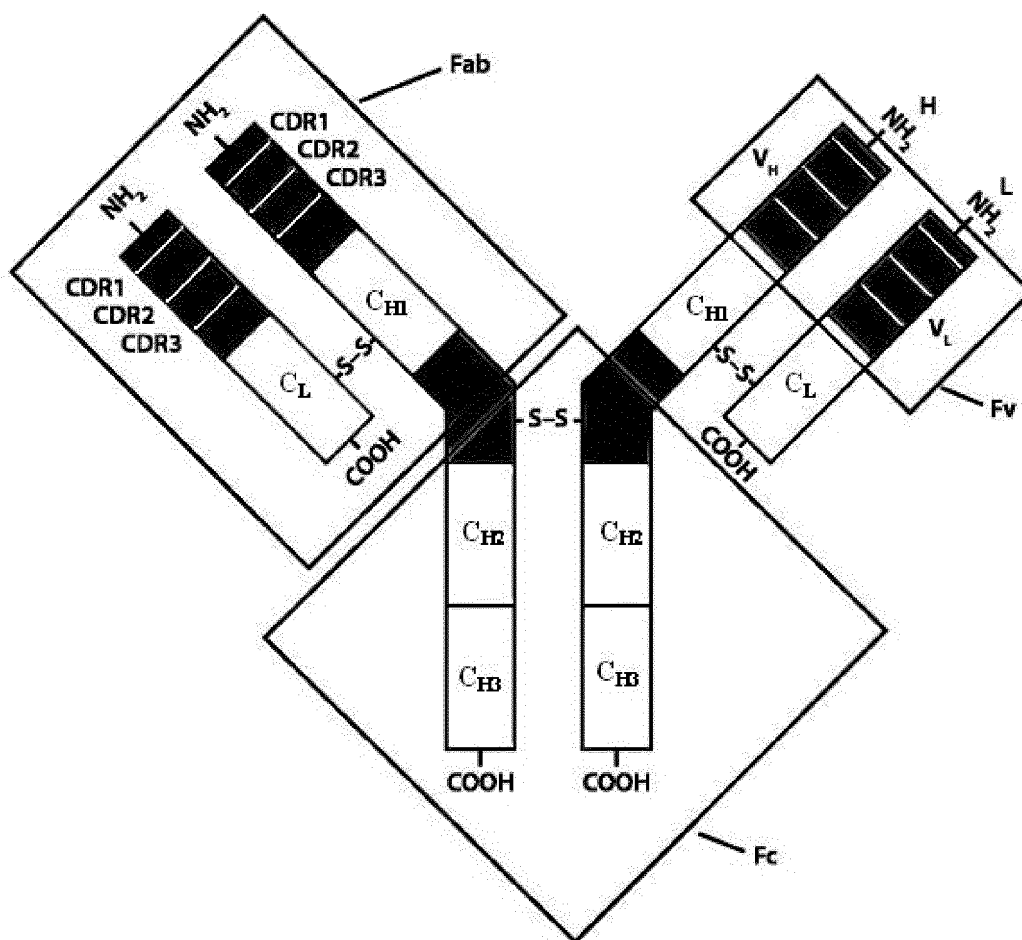 Fab
NH2
CDR1
CDR2
CDR3
NH2
CDR1
CDR2
CDR3
CH1
S-S
CL
COOH
VH
NH2
H
NH2
L
VL
CH1
S-S
CL
COOH
Fv
S-S
CH2
CH2
CH3
CH3
COOH
COOH
Fc